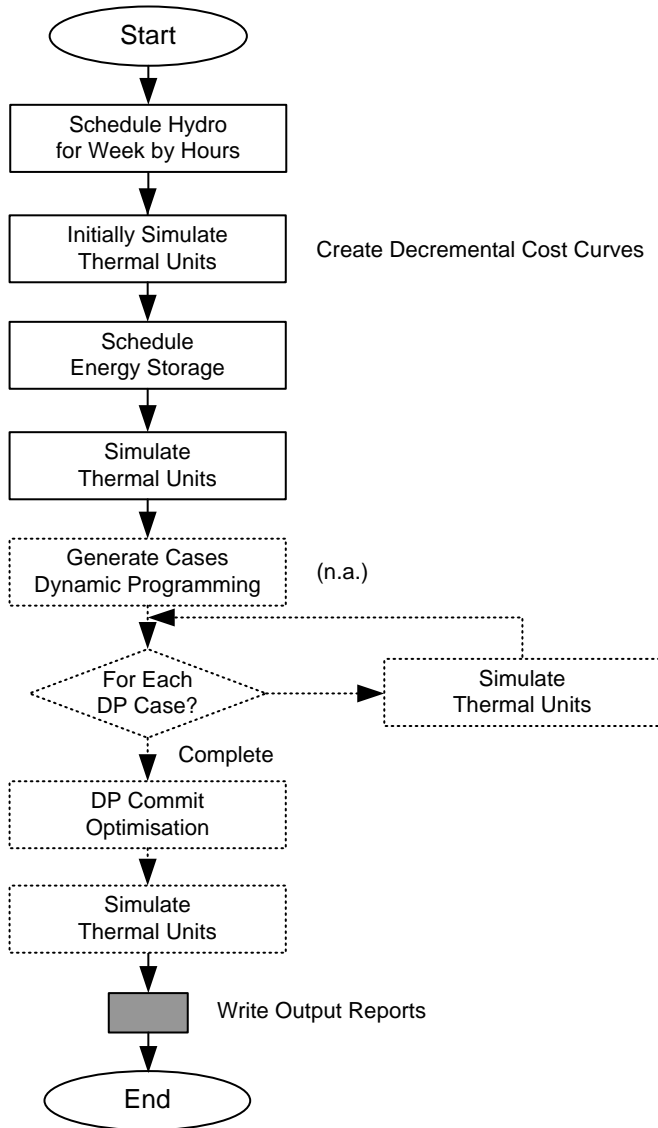 Start
Schedule Hydro
for Week by Hours
Initially Simulate
Thermal Units
Create Decremental Cost Curves
Schedule
Energy Storage
Simulate
Thermal Units
Generate Cases
Dynamic Programming
(n.a.)
For Each
DP Case?
Simulate
Thermal Units
Complete
DP Commit
Optimisation
Simulate
Thermal Units
Write Output Reports
End